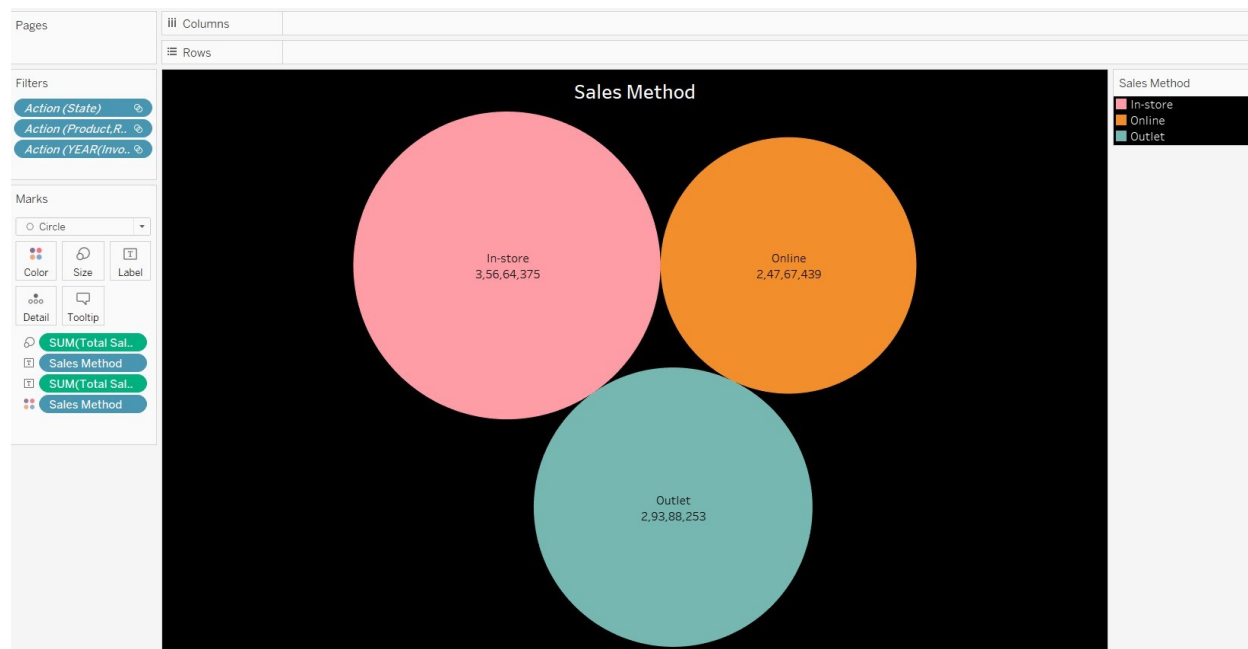 Pages
Columns
Rows
Filters
Action (State)
Action (Product,R..
Action (YEAR(Invo..
Marks
Circle
Color
Size
Label
Detail
Tooltip
SUM(Total Sal..
Sales Method
SUM(Total Sal..
Sales Method
Sales Method
In-store
3,56,64,375
Online
2,47,67,439
Outlet
2,93,88,253
Sales Method
In-store
Online
Outlet